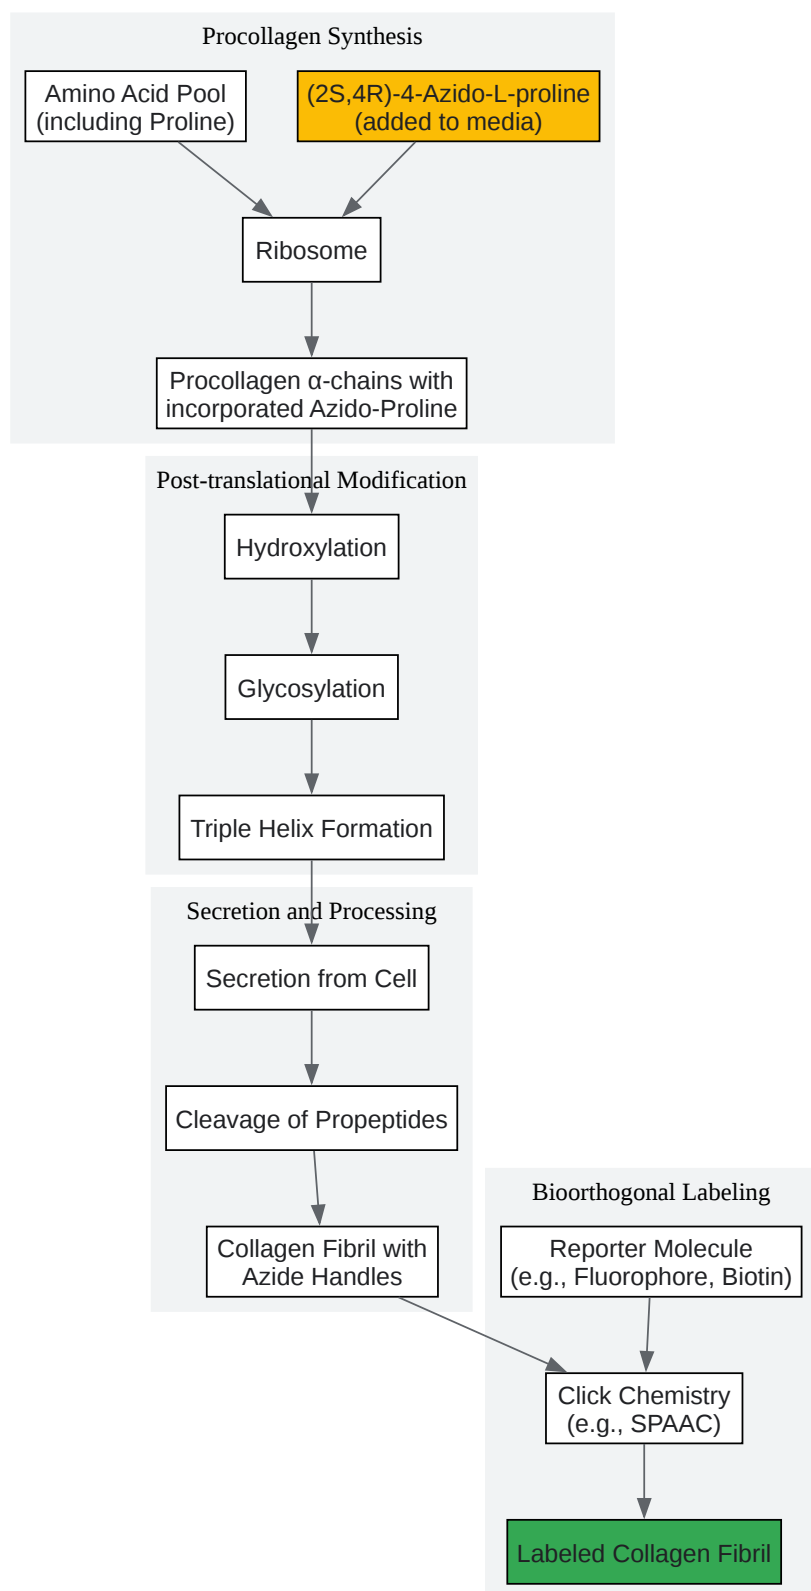 Procollagen Synthesis
Amino Acid Pool
(including Proline)
(2S,4R)-4-Azido-L-proline
(added to media)
Ribosome
Procollagen α-chains with
incorporated Azido-Proline
Post-translational Modification
Hydroxylation
Glycosylation
Triple Helix Formation
Secretion and Processing
Secretion from Cell
Cleavage of Propeptides
Collagen Fibril with
Azide Handles
Bioorthogonal Labeling
Reporter Molecule
(e.g., Fluorophore, Biotin)
Click Chemistry
(e.g., SPAAC)
Labeled Collagen Fibril